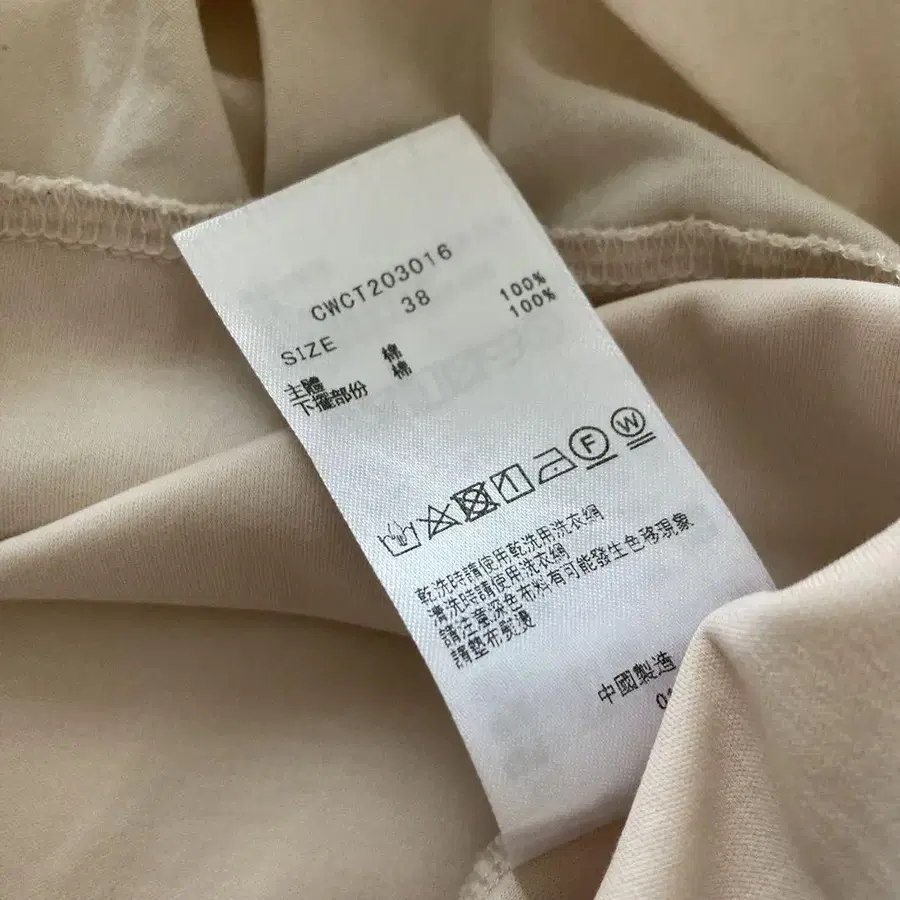 CWCT203016
SIZE 38
主體 棉 100%
下擺部份 棉 100%
F W
乾洗時請使用乾洗用洗衣網
清洗時請使用洗衣網
請注意深色布料有可能發生色移現象
請墊布熨燙
中國製造